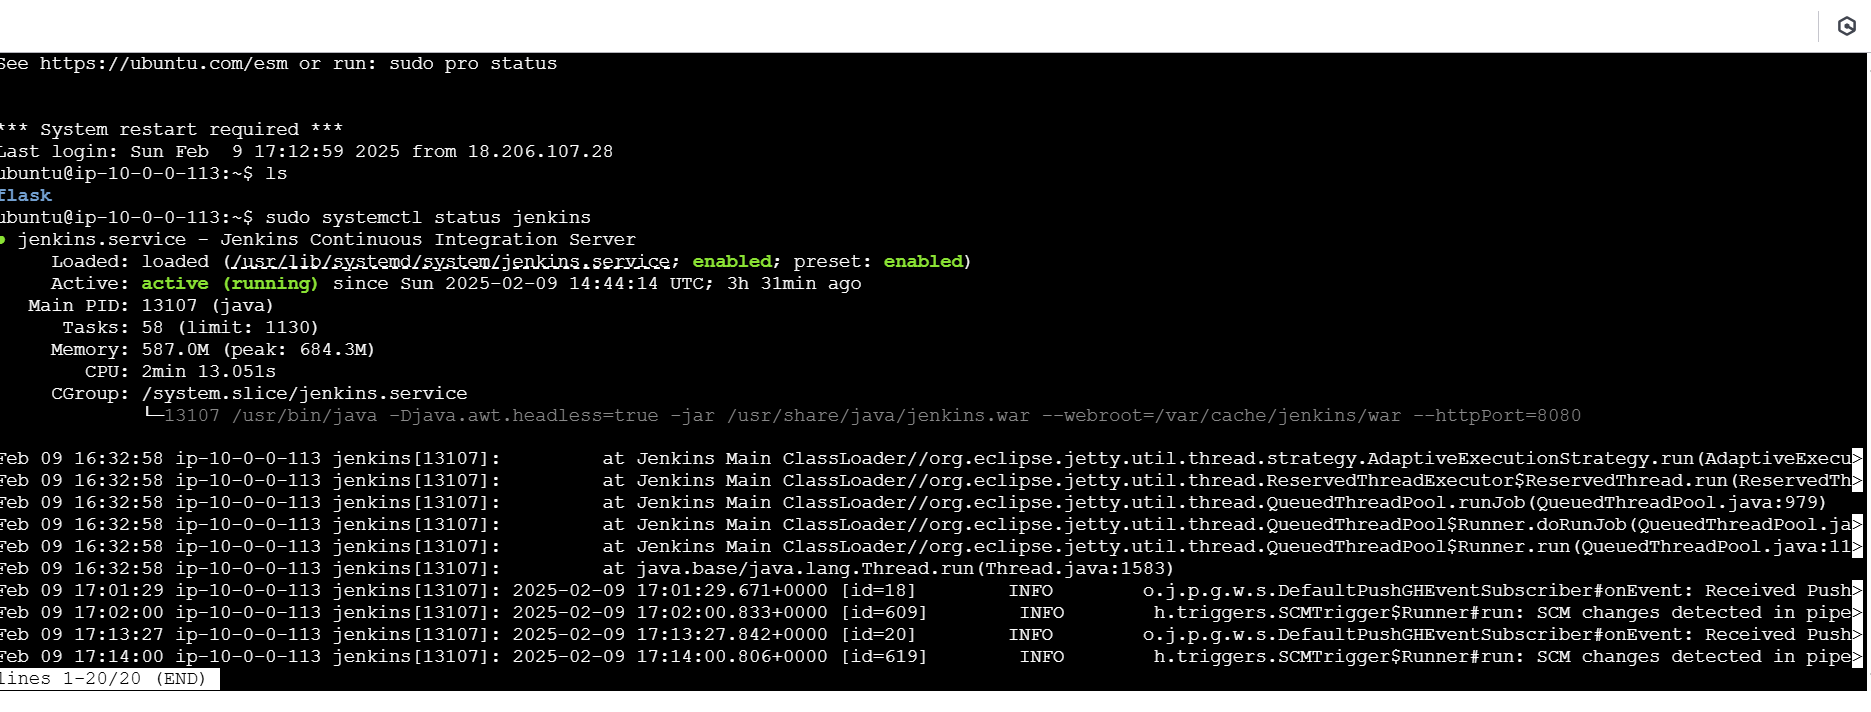 See https://ubuntu.com/esm or run: sudo pro status
*** System restart required ***
Last login: Sun Feb  9 17:12:59 2025 from 18.206.107.28
ubuntu@ip-10-0-0-113:~$ ls
flask
ubuntu@ip-10-0-0-113:~$ sudo systemctl status jenkins
● jenkins.service - Jenkins Continuous Integration Server
     Loaded: loaded (/usr/lib/systemd/system/jenkins.service; enabled; preset: enabled)
     Active: active (running) since Sun 2025-02-09 14:44:14 UTC; 3h 31min ago
   Main PID: 13107 (java)
      Tasks: 58 (limit: 1130)
     Memory: 587.0M (peak: 684.3M)
        CPU: 2min 13.051s
     CGroup: /system.slice/jenkins.service
             └─13107 /usr/bin/java -Djava.awt.headless=true -jar /usr/share/java/jenkins.war --webroot=/var/cache/jenkins/war --httpPort=8080
Feb 09 16:32:58 ip-10-0-0-113 jenkins[13107]:         at Jenkins Main ClassLoader//org.eclipse.jetty.util.thread.strategy.AdaptiveExecutionStrategy.run(AdaptiveExecu>
Feb 09 16:32:58 ip-10-0-0-113 jenkins[13107]:         at Jenkins Main ClassLoader//org.eclipse.jetty.util.thread.ReservedThreadExecutor$ReservedThread.run(ReservedTh>
Feb 09 16:32:58 ip-10-0-0-113 jenkins[13107]:         at Jenkins Main ClassLoader//org.eclipse.jetty.util.thread.QueuedThreadPool.runJob(QueuedThreadPool.java:979)
Feb 09 16:32:58 ip-10-0-0-113 jenkins[13107]:         at Jenkins Main ClassLoader//org.eclipse.jetty.util.thread.QueuedThreadPool$Runner.doRunJob(QueuedThreadPool.ja>
Feb 09 16:32:58 ip-10-0-0-113 jenkins[13107]:         at Jenkins Main ClassLoader//org.eclipse.jetty.util.thread.QueuedThreadPool$Runner.run(QueuedThreadPool.java:11>
Feb 09 16:32:58 ip-10-0-0-113 jenkins[13107]:         at java.base/java.lang.Thread.run(Thread.java:1583)
Feb 09 17:01:29 ip-10-0-0-113 jenkins[13107]: 2025-02-09 17:01:29.671+0000 [id=18]        INFO        o.j.p.g.w.s.DefaultPushGHEventSubscriber#onEvent: Received Push>
Feb 09 17:02:00 ip-10-0-0-113 jenkins[13107]: 2025-02-09 17:02:00.833+0000 [id=609]        INFO        h.triggers.SCMTrigger$Runner#run: SCM changes detected in pipe>
Feb 09 17:13:27 ip-10-0-0-113 jenkins[13107]: 2025-02-09 17:13:27.842+0000 [id=20]        INFO        o.j.p.g.w.s.DefaultPushGHEventSubscriber#onEvent: Received Push>
Feb 09 17:14:00 ip-10-0-0-113 jenkins[13107]: 2025-02-09 17:14:00.806+0000 [id=619]        INFO        h.triggers.SCMTrigger$Runner#run: SCM changes detected in pipe>
lines 1-20/20 (END)